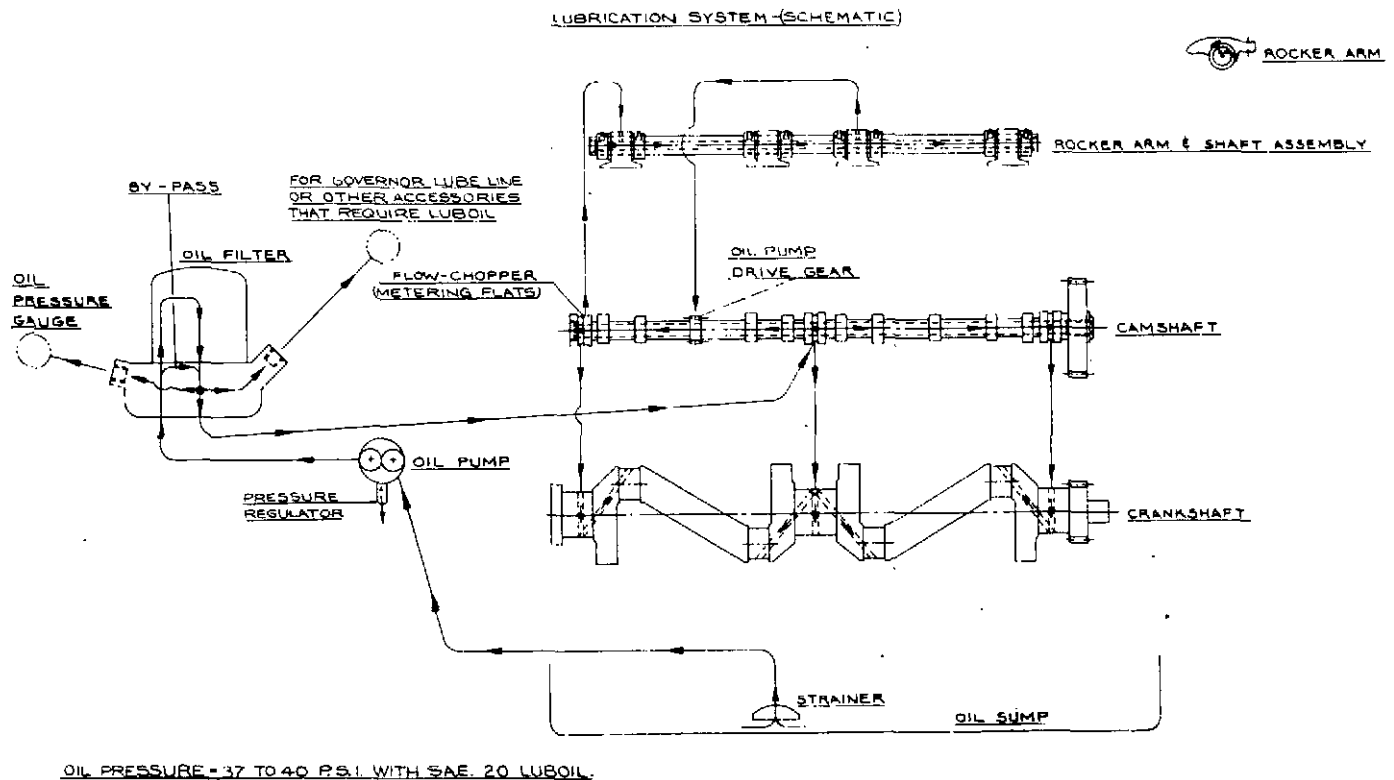 LUBRICATION SYSTEM-(SCHEMATIC)
ROCKER ARM
ROCKER ARM & SHAFT ASSEMBLY
BY-PASS
FOR GOVERNOR LUBE LINE
OR OTHER ACCESSORIES
THAT REQUIRE LUBOIL
OIL FILTER
OIL
PRESSURE
GAUGE
FLOW-CHOPPER
(METERING FLATS)
OIL PUMP
DRIVE GEAR
CAMSHAFT
OIL PUMP
PRESSURE
REGULATOR
CRANKSHAFT
STRAINER
OIL SUMP
OIL PRESSURE = 37 TO 40 P.S.I. WITH SAE. 20 LUBOIL.